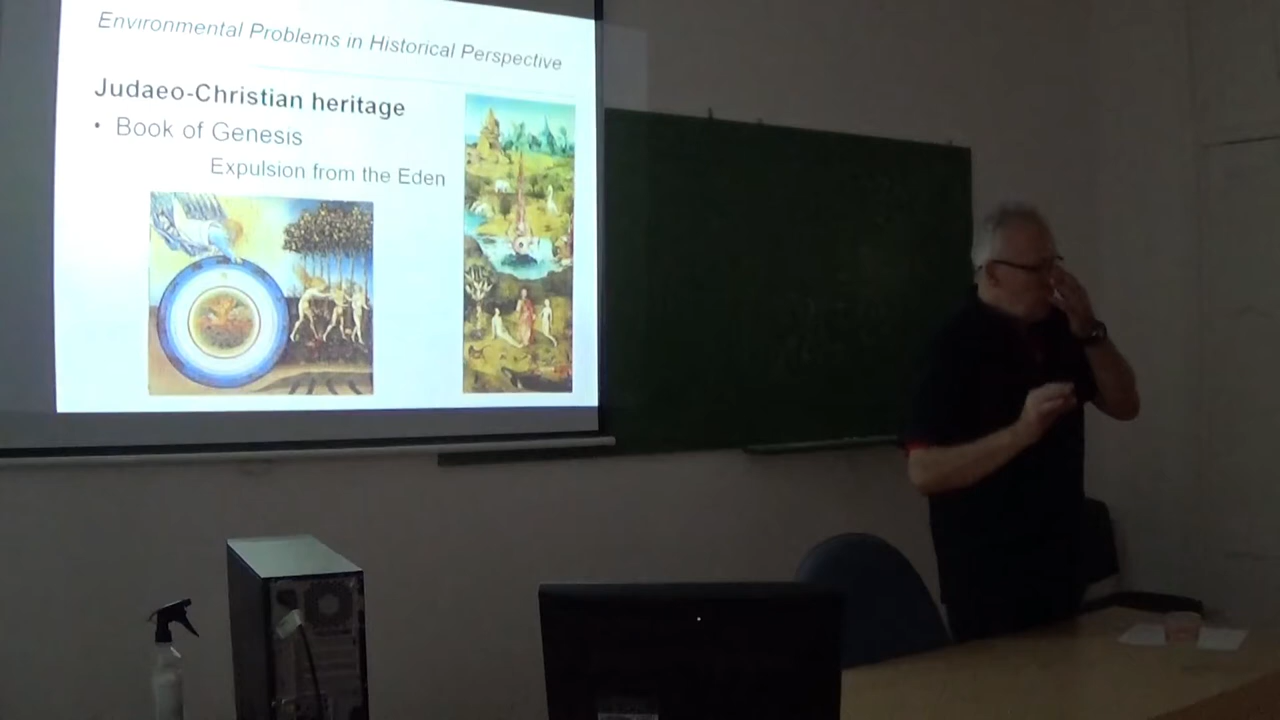 Environmental Problems in Historical Perspective
Judaeo-Christian heritage
• Book of Genesis
Expulsion from the Eden